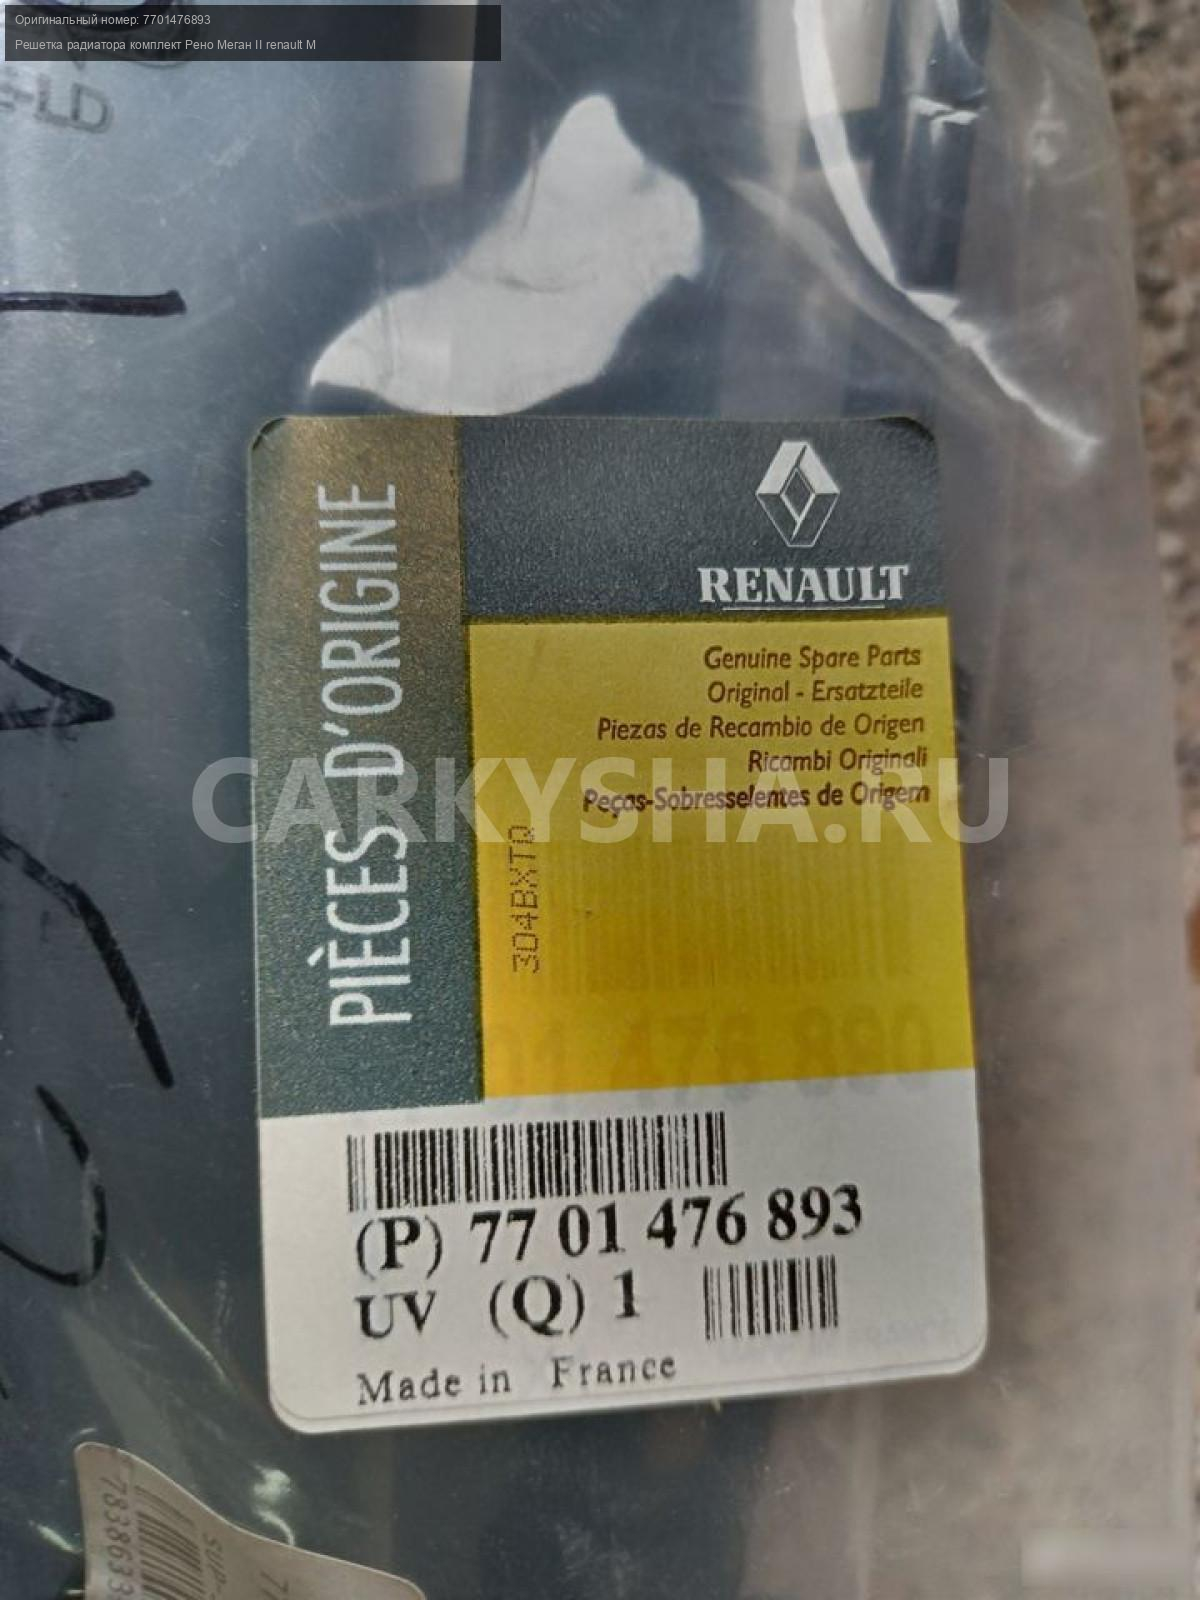 Оригинальный номер: 7701476893
Решетка радиатора комплект Рено Меган II renault M
PIÈCES D'ORIGINE
RENAULT
Genuine Spare Parts
Original - Ersatzteile
Piezas de Recambio de Origen
Ricambi Originali
Peças-Sobresselentes de Origem
CARKYSHA.RU
304BXTQ
(P) 77 01 476 893
UV (Q) 1
Made in France